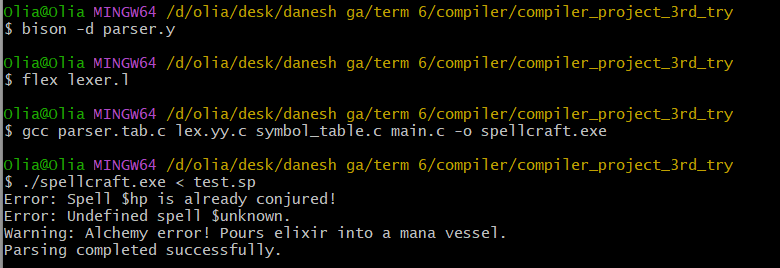 Olia@Olia MINGW64 /d/olia/desk/danesh ga/term 6/compiler/compiler_project_3rd_try
$ bison -d parser.y
Olia@Olia MINGW64 /d/olia/desk/danesh ga/term 6/compiler/compiler_project_3rd_try
$ flex lexer.l
Olia@Olia MINGW64 /d/olia/desk/danesh ga/term 6/compiler/compiler_project_3rd_try
$ gcc parser.tab.c lex.yy.c symbol_table.c main.c -o spellcraft.exe
Olia@Olia MINGW64 /d/olia/desk/danesh ga/term 6/compiler/compiler_project_3rd_try
$ ./spellcraft.exe < test.sp
Error: Spell $hp is already conjured!
Error: Undefined spell $unknown.
Warning: Alchemy error! Pours elixir into a mana vessel.
Parsing completed successfully.